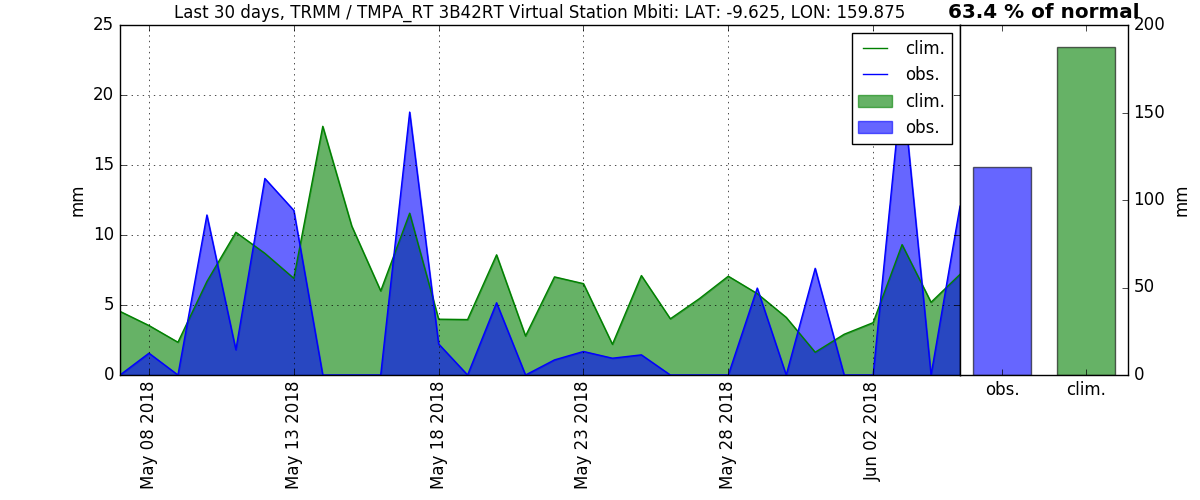 Last 30 days, TRMM / TMPA_RT 3B42RT Virtual Station Mbiti: LAT: -9.625, LON: 159.875
63.4 % of normal
25
20
15
10
5
0
mm
clim.
obs.
clim.
obs.
200
150
100
50
0
mm
obs.
clim.
May 08 2018
May 13 2018
May 18 2018
May 23 2018
May 28 2018
Jun 02 2018